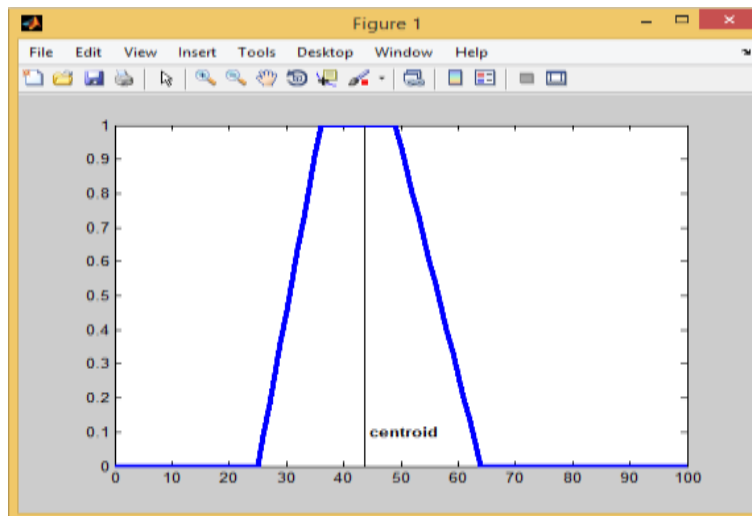 Figure 1
File Edit View Insert Tools Desktop Window Help
1
0.9
0.8
0.7
0.6
0.5
0.4
0.3
0.2
0.1
centroid
0
0 10 20 30 40 50 60 70 80 90 100